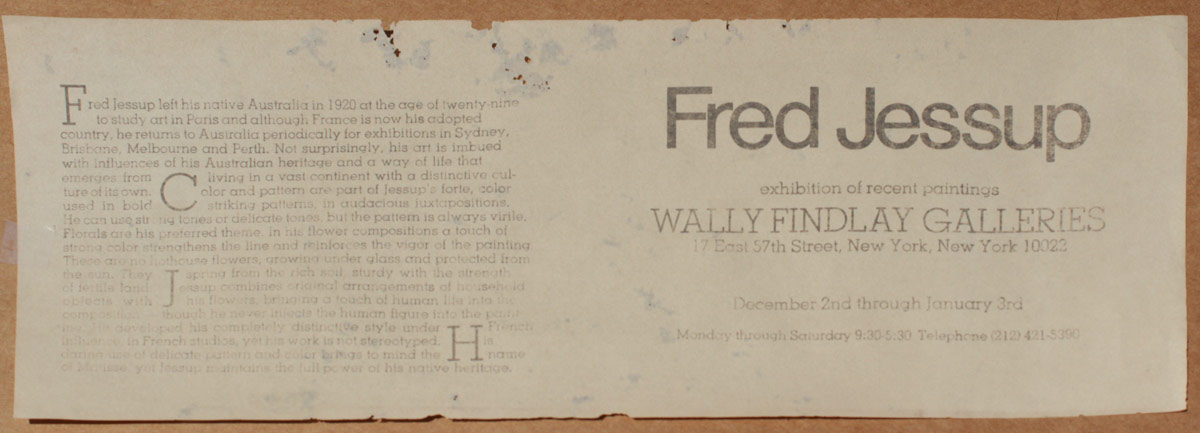 Fred Jessup left his native Australia in 1920 at the age of twenty-nine
to study art in Paris and although France is now his adopted
country, he returns to Australia periodically for exhibitions in Sydney,
Brisbane, Melbourne and Perth. Not surprisingly, his art is imbued
with influences of his Australian heritage and a way of life that
emerges from living in a vast continent with a distinctive cul-
ture of its own. Color and pattern are part of Jessup's forte, color
used in bold striking patterns, in audacious juxtapositions.
He can use strong tones or delicate tones, but the pattern is always virile.
Florals are his preferred theme. In his flower compositions a touch of
strong color strengthens the line and reinforces the vigor of the painting.
These are no hothouse flowers, growing under glass and protected from
the sun. They spring from the rich soil, sturdy with the strength
of fertile land. Jessup combines original arrangements of household
objects with his flowers, bringing a touch of human life into the
composition — though he never injects the human figure into the paint-
ing. He developed his completely distinctive style under French
influence, in French studios, yet his work is not stereotyped. His
daring use of delicate pattern and color brings to mind the name
of Matisse, yet Jessup maintains the full power of his native heritage.
Fred Jessup
exhibition of recent paintings
WALLY FINDLAY GALLERIES
17 East 57th Street, New York, New York 10022
December 2nd through January 3rd
Monday through Saturday 9:30-5:30 Telephone (212) 421-5390